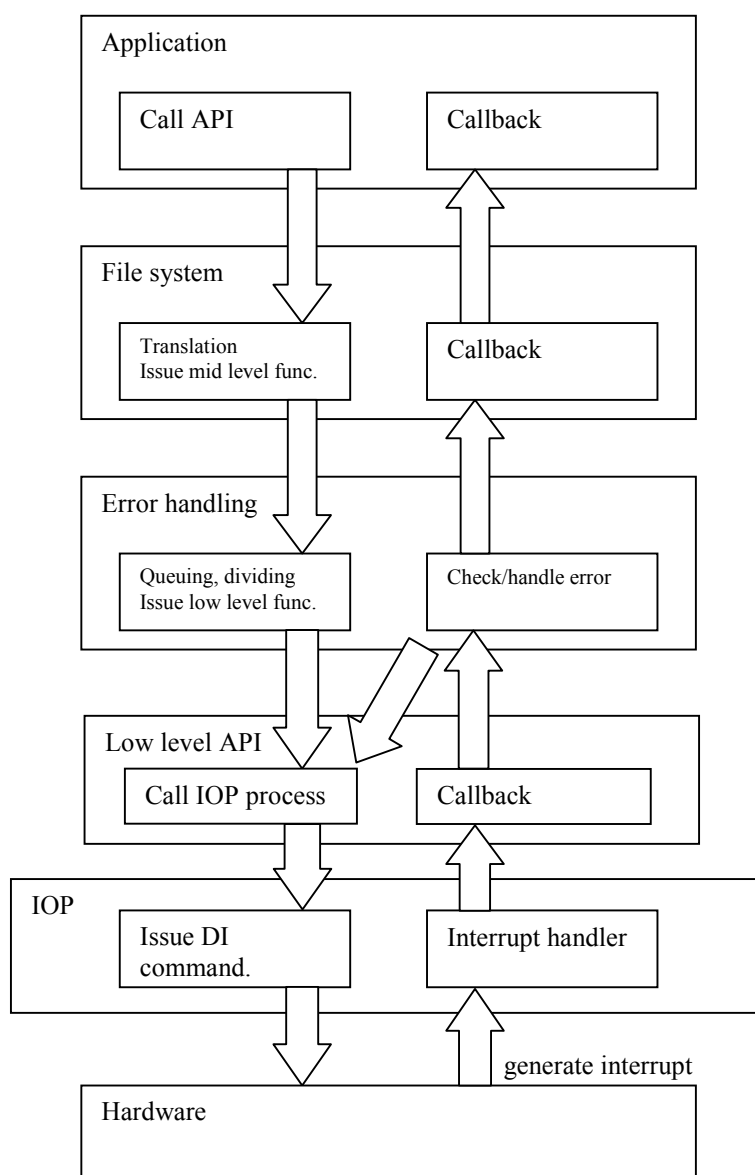 Application
Call API
Callback
File system
Translation
Issue mid level func.
Callback
Error handling
Queuing, dividing
Issue low level func.
Check/handle error
Low level API
Call IOP process
Callback
IOP
Issue DI
command.
Interrupt handler
generate interrupt
Hardware